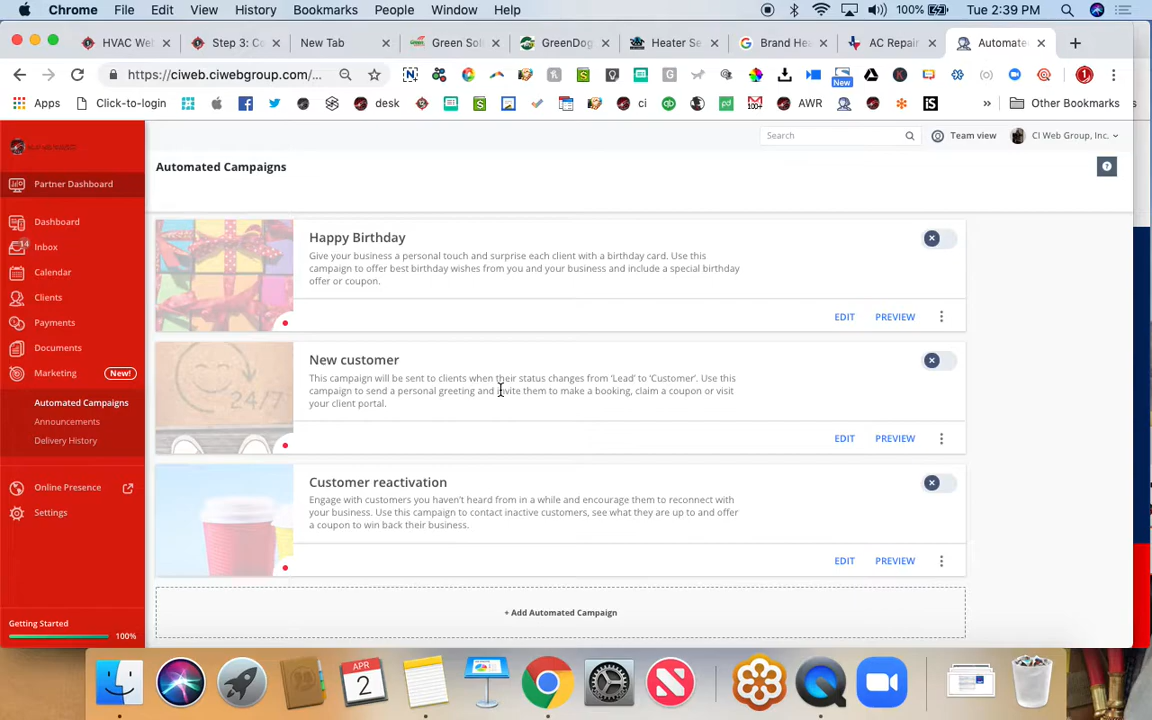 Chrome File Edit View History Bookmarks People Window Help 100% Tue 2:39 PM
HVAC Wel Step 3: Co New Tab Green Sol GreenDog Heater Se Brand Hea AC Repair Automate
https://ciweb.ciwebgroup.com/... New
Apps Click-to-login desk ci 100+ AWR iS » Other Bookmarks
Search Team view CI Web Group, Inc.
Automated Campaigns
Partner Dashboard
Dashboard
14 Inbox
Calendar
Clients
Payments
Documents
Marketing New!
Automated Campaigns
Announcements
Delivery History
Online Presence
Settings
Getting Started
100%
Happy Birthday
Give your business a personal touch and surprise each client with a birthday card. Use this
campaign to offer best birthday wishes from you and your business and include a special birthday
offer or coupon.
EDIT PREVIEW
New customer
This campaign will be sent to clients when their status changes from 'Lead' to 'Customer'. Use this
campaign to send a personal greeting and invite them to make a booking, claim a coupon or visit
your client portal.
24/7
EDIT PREVIEW
Customer reactivation
Engage with customers you haven't heard from in a while and encourage them to reconnect with
your business. Use this campaign to contact inactive customers, see what they are up to and offer
a coupon to win back their business.
EDIT PREVIEW
+ Add Automated Campaign
APR
2